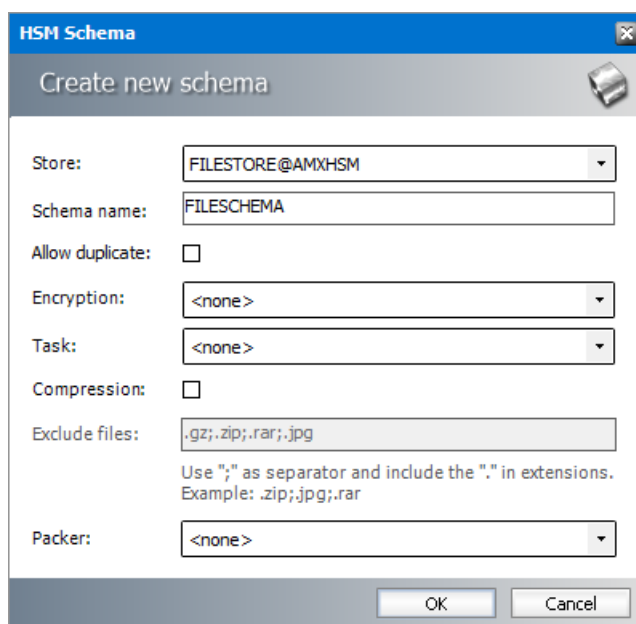 HSM Schema
Create new schema
Store: FILESTORE@AMXHSM
Schema name: FILESCHEMA
Allow duplicate:
Encryption: <none>
Task: <none>
Compression:
Exclude files: .gz;.zip;.rar;.jpg
Use ";" as separator and include the "." in extensions.
Example: .zip;.jpg;.rar
Packer: <none>
OK Cancel